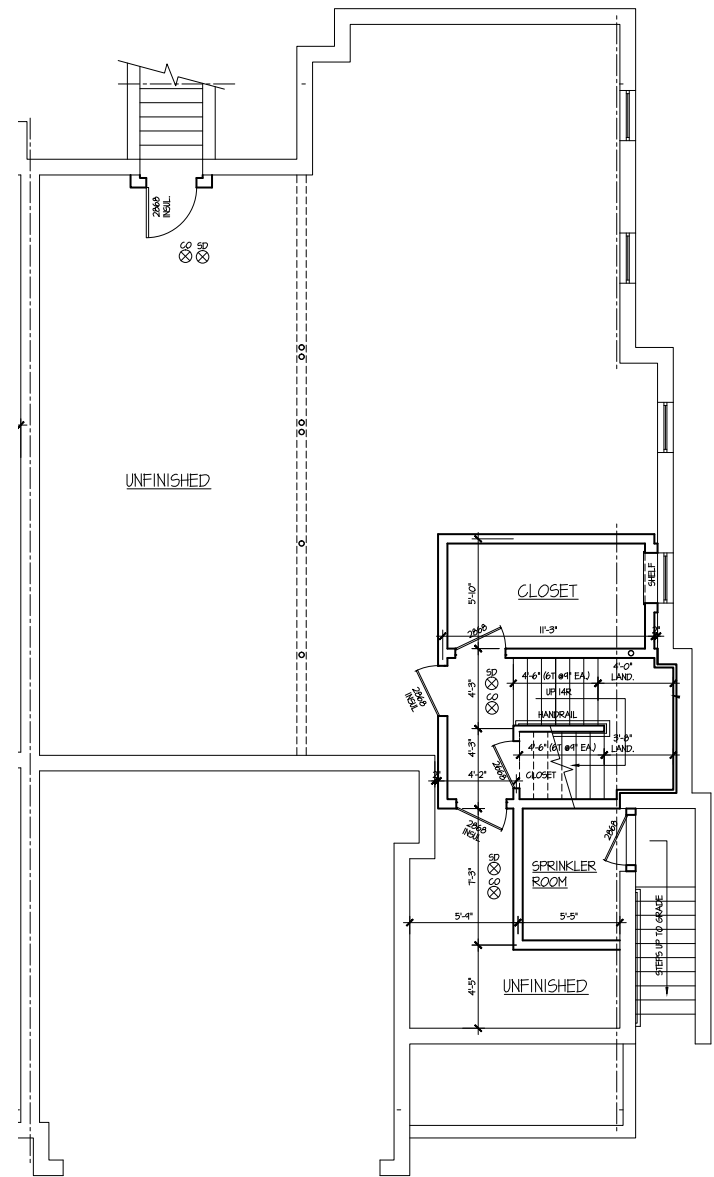 2868
INSUL.
CO SD
UNFINISHED
SHELF
5'-10"
CLOSET
11'-3"
2868
2868
INSUL
SD
CO
4'-3"
4'-6" (6T @9" EA.)
4'-0"
LAND.
UP 14R
HANDRAIL
4'-3"
2668
4'-6" (6T @9" EA.)
3'-8"
LAND.
4'-2"
CLOSET
2868
INSUL
2868
SD
CO
7'-3"
SPRINKLER
ROOM
5'-9"
5'-5"
STEPS UP TO GRADE
4'-5"
UNFINISHED